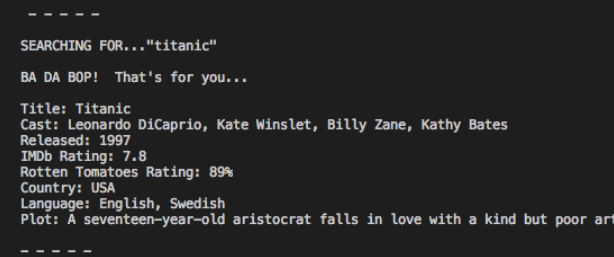 - - - - -
SEARCHING FOR..."titanic"
BA DA BOP!  That's for you...
Title: Titanic
Cast: Leonardo DiCaprio, Kate Winslet, Billy Zane, Kathy Bates
Released: 1997
IMDb Rating: 7.8
Rotten Tomatoes Rating: 89%
Country: USA
Language: English, Swedish
Plot: A seventeen-year-old aristocrat falls in love with a kind but poor
- - - - -